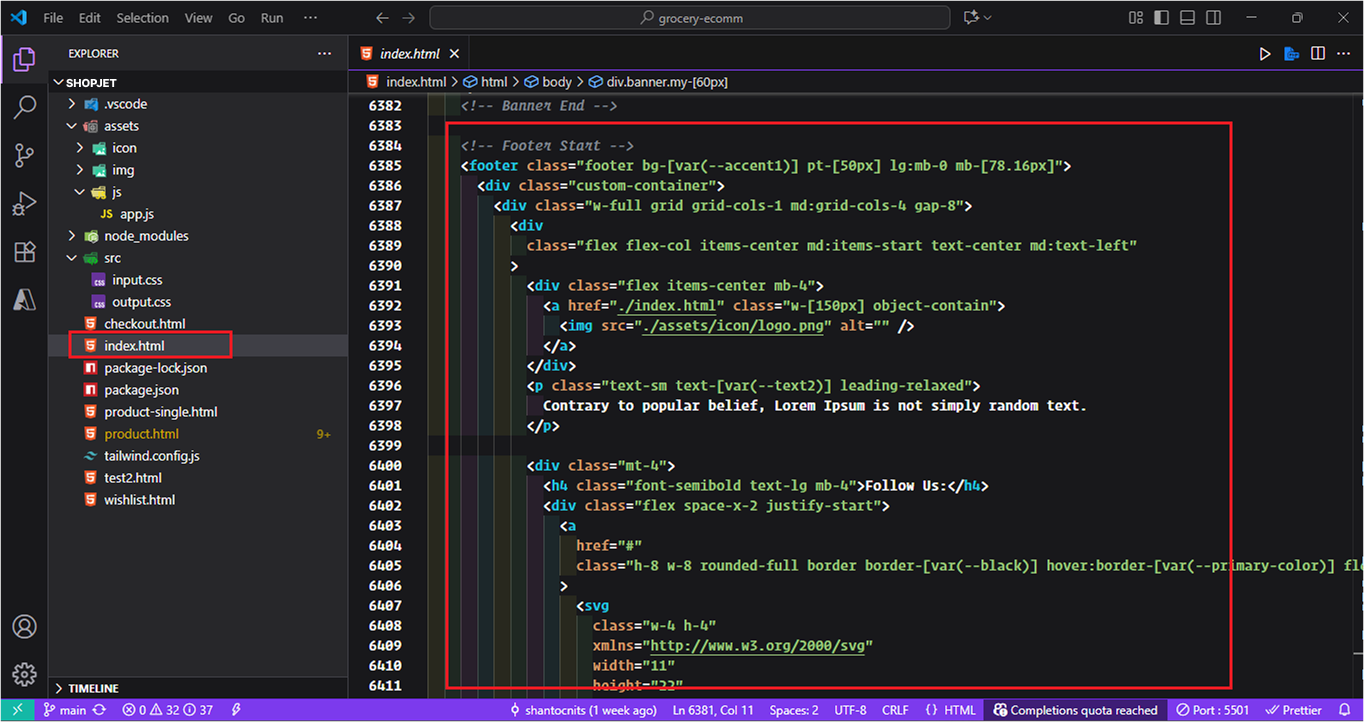 File Edit Selection View Go Run ···
grocery-ecomm
EXPLORER ···
SHOPJET
.vscode
assets
icon
img
js
JS app.js
node_modules
src
css input.css
css output.css
checkout.html
index.html
package-lock.json
package.json
product-single.html
product.html 9+
tailwind.config.js
test2.html
wishlist.html
TIMELINE
index.html
index.html > html > body > div.banner.my-[60px]
6382 <!-- Banner End -->
6383
6384 <!-- Footer Start -->
6385 <footer class="footer bg-[var(--accent1)] pt-[50px] lg:mb-0 mb-[78.16px]">
6386 <div class="custom-container">
6387 <div class="w-full grid grid-cols-1 md:grid-cols-4 gap-8">
6388 <div
6389 class="flex flex-col items-center md:items-start text-center md:text-left"
6390 >
6391 <div class="flex items-center mb-4">
6392 <a href="./index.html" class="w-[150px] object-contain">
6393 <img src="./assets/icon/logo.png" alt="" />
6394 </a>
6395 </div>
6396 <p class="text-sm text-[var(--text2)] leading-relaxed">
6397 Contrary to popular belief, Lorem Ipsum is not simply random text.
6398 </p>
6399
6400 <div class="mt-4">
6401 <h4 class="font-semibold text-lg mb-4">Follow Us:</h4>
6402 <div class="flex space-x-2 justify-start">
6403 <a
6404 href="#"
6405 class="h-8 w-8 rounded-full border border-[var(--black)] hover:border-[var(--primary-color)] fle
6406 >
6407 <svg
6408 class="w-4 h-4"
6409 xmlns="http://www.w3.org/2000/svg"
6410 width="11"
6411 height="22"
main 0 32 37 shantocnits (1 week ago) Ln 6381, Col 11 Spaces: 2 UTF-8 CRLF {} HTML Completions quota reached Port : 5501 Prettier